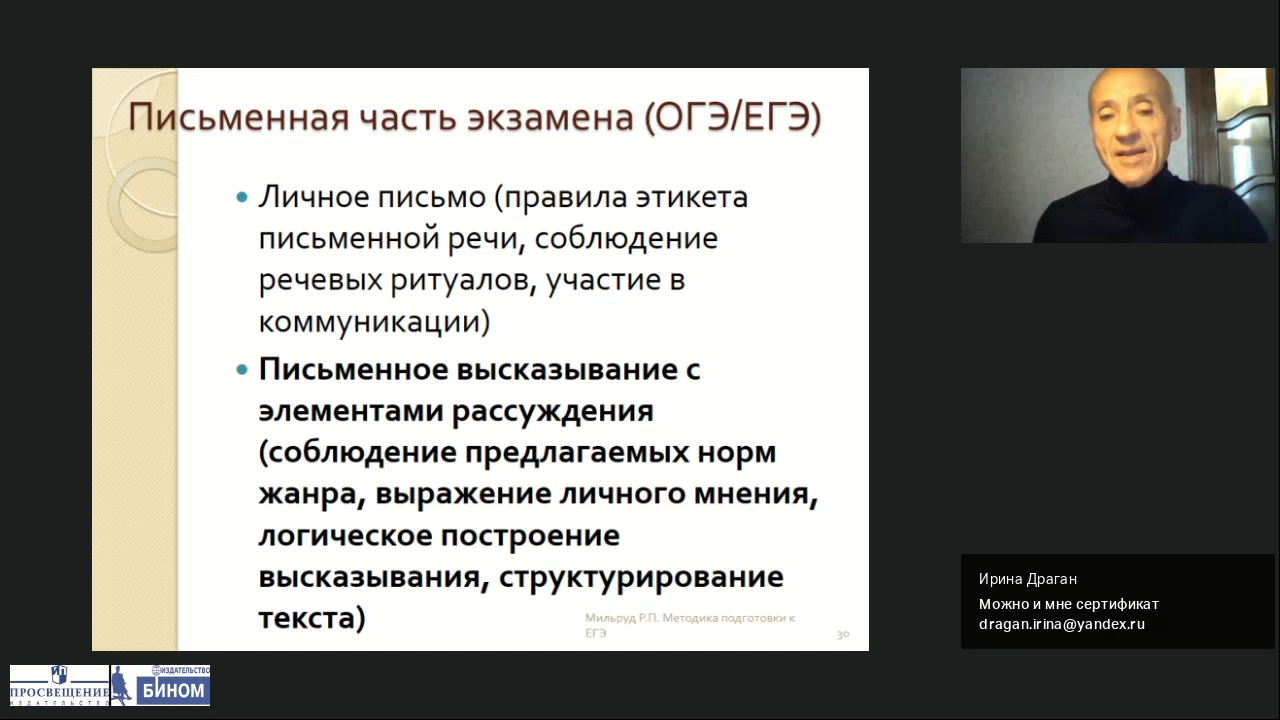 Письменная часть экзамена (ОГЭ/ЕГЭ)
Личное письмо (правила этикета
письменной речи, соблюдение
речевых ритуалов, участие в
коммуникации)
Письменное высказывание с
элементами рассуждения
(соблюдение предлагаемых норм
жанра, выражение личного мнения,
логическое построение
высказывания, структурирование
текста)
Мильруд Р.П. Методика подготовки к
ЕГЭ
30
Ирина Драган
Можно и мне сертификат
dragan.irina@yandex.ru
ПРОСВЕЩЕНИЕ
ИЗДАТЕЛЬСТВО
ИЗДАТЕЛЬСТВО
БИНОМ